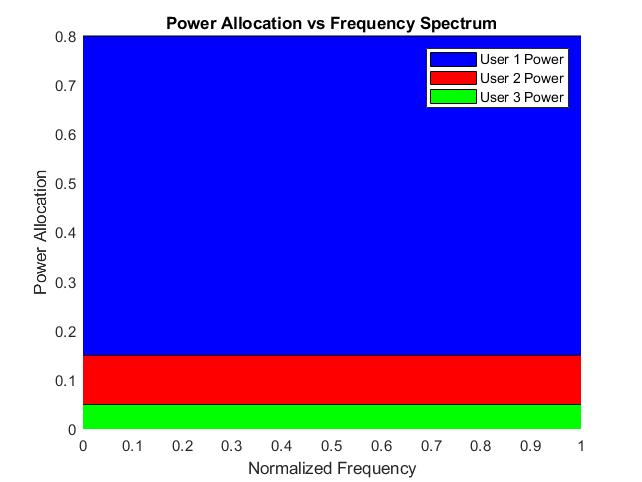 Power Allocation vs Frequency Spectrum
0.8
0.7
0.6
0.5
0.4
0.3
0.2
0.1
0
Power Allocation
User 1 Power
User 2 Power
User 3 Power
0 0.1 0.2 0.3 0.4 0.5 0.6 0.7 0.8 0.9 1
Normalized Frequency